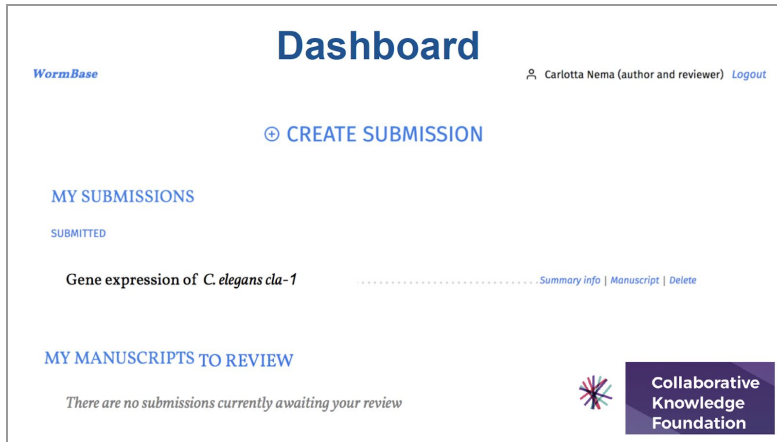 Dashboard
WormBase
Carlotta Nema (author and reviewer) Logout
CREATE SUBMISSION
MY SUBMISSIONS
SUBMITTED
Gene expression of C. elegans cla-1 ........................................ Summary info | Manuscript | Delete
MY MANUSCRIPTS TO REVIEW
There are no submissions currently awaiting your review
Collaborative
Knowledge
Foundation